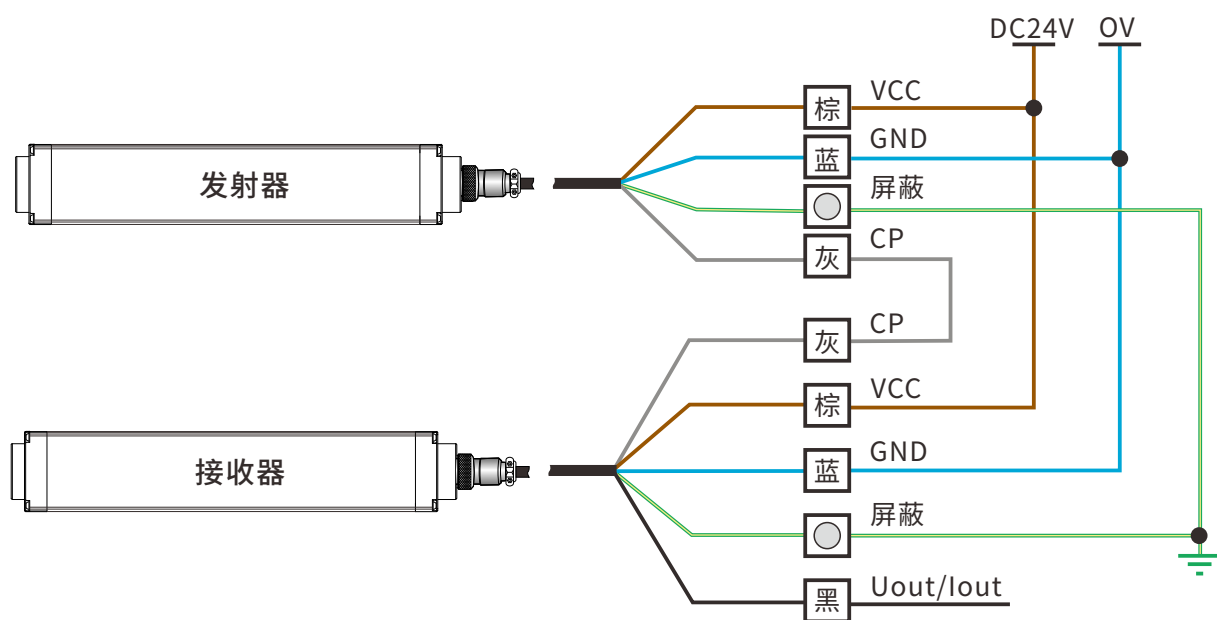 DC24V
OV
棕
VCC
蓝
GND
发射器
屏蔽
灰
CP
灰
CP
棕
VCC
蓝
GND
接收器
屏蔽
黑
Uout/Iout